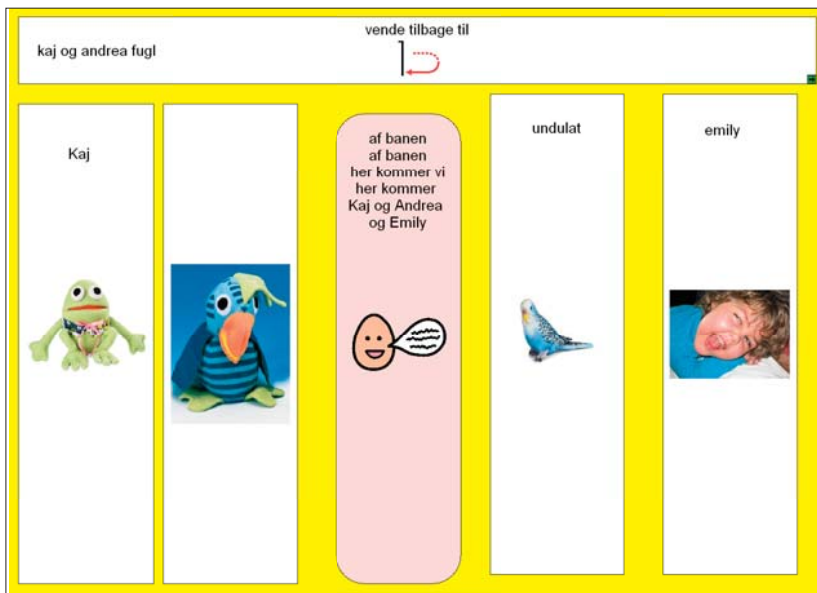 vende tilbage til
kaj og andrea fugl
Kaj
af banen
af banen
her kommer vi
her kommer
Kaj og Andrea
og Emily
undulat
emily